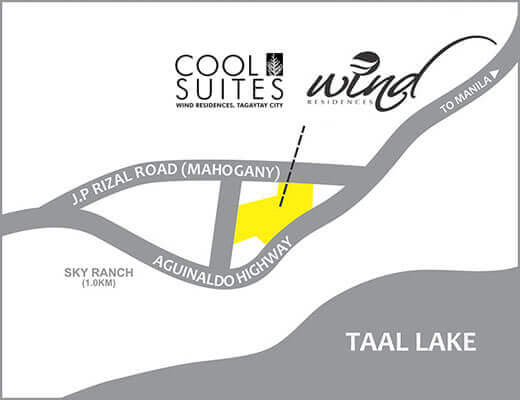 COOL
SUITES
WIND RESIDENCES, TAGAYTAY CITY
wind
RESIDENCES
TO MANILA
J.P RIZAL ROAD (MAHOGANY)
AGUINALDO HIGHWAY
SKY RANCH
(1.0KM)
TAAL LAKE